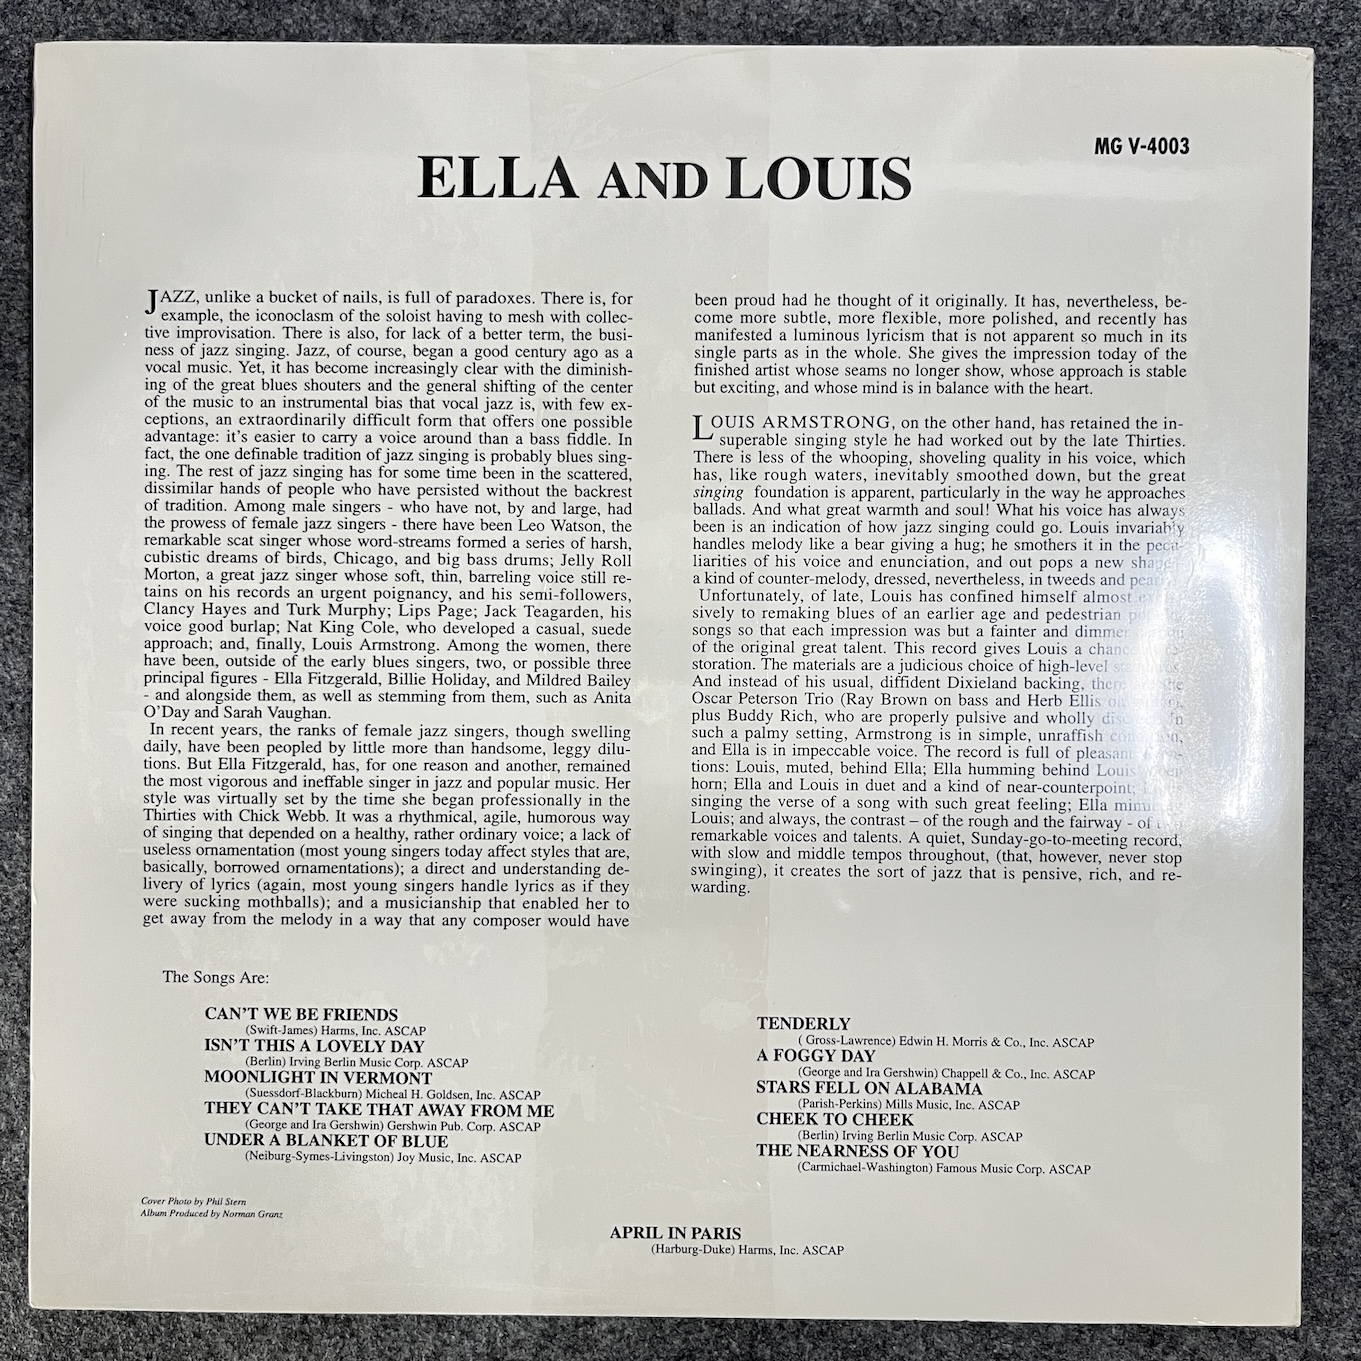 MG V-4003
ELLA AND LOUIS
JAZZ, unlike a bucket of nails, is full of paradoxes. There is, for
example, the iconoclasm of the soloist having to mesh with collec-
tive improvisation. There is also, for lack of a better term, the busi-
ness of jazz singing. Jazz, of course, began a good century ago as a
vocal music. Yet, it has become increasingly clear with the diminish-
ing of the great blues shouters and the general shifting of the center
of the music to an instrumental bias that vocal jazz is, with few ex-
ceptions, an extraordinarily difficult form that offers one possible
advantage: it's easier to carry a voice around than a bass fiddle. In
fact, the one definable tradition of jazz singing is probably blues sing-
ing. The rest of jazz singing has for some time been in the scattered,
dissimilar hands of people who have persisted without the backrest
of tradition. Among male singers - who have not, by and large, had
the prowess of female jazz singers - there have been Leo Watson, the
remarkable scat singer whose word-streams formed a series of harsh,
cubistic dreams of birds, Chicago, and big bass drums; Jelly Roll
Morton, a great jazz singer whose soft, thin, barreling voice still re-
tains on his records an urgent poignancy, and his semi-followers,
Clancy Hayes and Turk Murphy; Lips Page; Jack Teagarden, his
voice good burlap; Nat King Cole, who developed a casual, suede
approach; and, finally, Louis Armstrong. Among the women, there
have been, outside of the early blues singers, two, or possible three
principal figures - Ella Fitzgerald, Billie Holiday, and Mildred Bailey
- and alongside them, as well as stemming from them, such as Anita
O'Day and Sarah Vaughan.
In recent years, the ranks of female jazz singers, though swelling
daily, have been peopled by little more than handsome, leggy dilu-
tions. But Ella Fitzgerald, has, for one reason and another, remained
the most vigorous and ineffable singer in jazz and popular music. Her
style was virtually set by the time she began professionally in the
Thirties with Chick Webb. It was a rhythmical, agile, humorous way
of singing that depended on a healthy, rather ordinary voice; a lack of
useless ornamentation (most young singers today affect styles that are,
basically, borrowed ornamentations); a direct and understanding de-
livery of lyrics (again, most young singers handle lyrics as if they
were sucking mothballs); and a musicianship that enabled her to
get away from the melody in a way that any composer would have
been proud had he thought of it originally. It has, nevertheless, be-
come more subtle, more flexible, more polished, and recently has
manifested a luminous lyricism that is not apparent so much in its
single parts as in the whole. She gives the impression today of the
finished artist whose seams no longer show, whose approach is stable
but exciting, and whose mind is in balance with the heart.
LOUIS ARMSTRONG, on the other hand, has retained the in-
superable singing style he had worked out by the late Thirties.
There is less of the whooping, shoveling quality in his voice, which
has, like rough waters, inevitably smoothed down, but the great
singing foundation is apparent, particularly in the way he approaches
ballads. And what great warmth and soul! What his voice has always
been is an indication of how jazz singing could go. Louis invariably
handles melody like a bear giving a hug; he smothers it in the pecu-
liarities of his voice and enunciation, and out pops a new
a kind of counter-melody, dressed, nevertheless, in tweeds and
Unfortunately, of late, Louis has confined himself almost
sively to remaking blues of an earlier age and pedestrian
songs so that each impression was but a fainter and dimmer
of the original great talent. This record gives Louis a chance
storation. The materials are a judicious choice of high-level
And instead of his usual, diffident Dixieland backing,
Oscar Peterson Trio (Ray Brown on bass and Herb Ellis
plus Buddy Rich, who are properly pulsive and wholly In
such a palmy setting, Armstrong is in simple, unraffish
and Ella is in impeccable voice. The record is full of pleasant
tions: Louis, muted, behind Ella; Ella humming behind
horn; Ella and Louis in duet and a kind of near-counterpoint;
singing the verse of a song with such great feeling; Ella
Louis; and always, the contrast – of the rough and the fairway - of
remarkable voices and talents. A quiet, Sunday-go-to-meeting record,
with slow and middle tempos throughout, (that, however, never stop
swinging), it creates the sort of jazz that is pensive, rich, and re-
warding.
The Songs Are:
CAN'T WE BE FRIENDS
(Swift-James) Harms, Inc. ASCAP
ISN'T THIS A LOVELY DAY
(Berlin) Irving Berlin Music Corp. ASCAP
MOONLIGHT IN VERMONT
(Suessdorf-Blackburn) Micheal H. Goldsen, Inc. ASCAP
THEY CAN'T TAKE THAT AWAY FROM ME
(George and Ira Gershwin) Gershwin Pub. Corp. ASCAP
UNDER A BLANKET OF BLUE
(Neiburg-Symes-Livingston) Joy Music, Inc. ASCAP
TENDERLY
( Gross-Lawrence) Edwin H. Morris & Co., Inc. ASCAP
A FOGGY DAY
(George and Ira Gershwin) Chappell & Co., Inc. ASCAP
STARS FELL ON ALABAMA
(Parish-Perkins) Mills Music, Inc. ASCAP
CHEEK TO CHEEK
(Berlin) Irving Berlin Music Corp. ASCAP
THE NEARNESS OF YOU
(Carmichael-Washington) Famous Music Corp. ASCAP
Cover Photo by Phil Stern
Album Produced by Norman Granz
APRIL IN PARIS
(Harburg-Duke) Harms, Inc. ASCAP